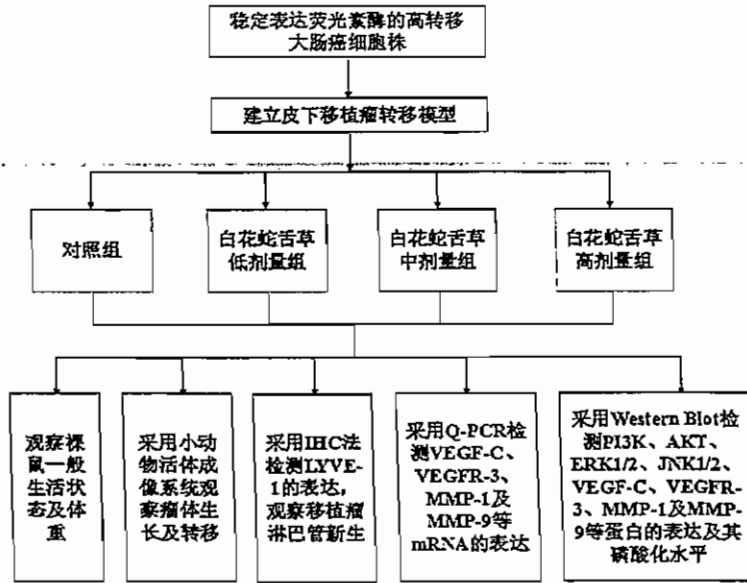 稳定表达荧光素酶的高转移
大肠癌细胞株
建立皮下移植瘤转移模型
对照组
白花蛇舌草
低剂量组
白花蛇舌草
中剂量组
白花蛇舌草
高剂量组
观察裸
鼠一般
生活状
态及体
重
采用小动
物活体成
像系统观
察瘤体生
长及转移
采用IHC法
检测LYVE-
1的表达，
观察移植瘤
淋巴管新生
采用Q-PCR检
测VEGF-C、
VEGFR-3、
MMP-1及
MMP-9等
mRNA的表达
采用Western Blot检
测PI3K、AKT、
ERK1/2、JNK1/2、
VEGF-C、VEGFR-
3、MMP-1及MMP-
9等蛋白的表达及其
磷酸化水平